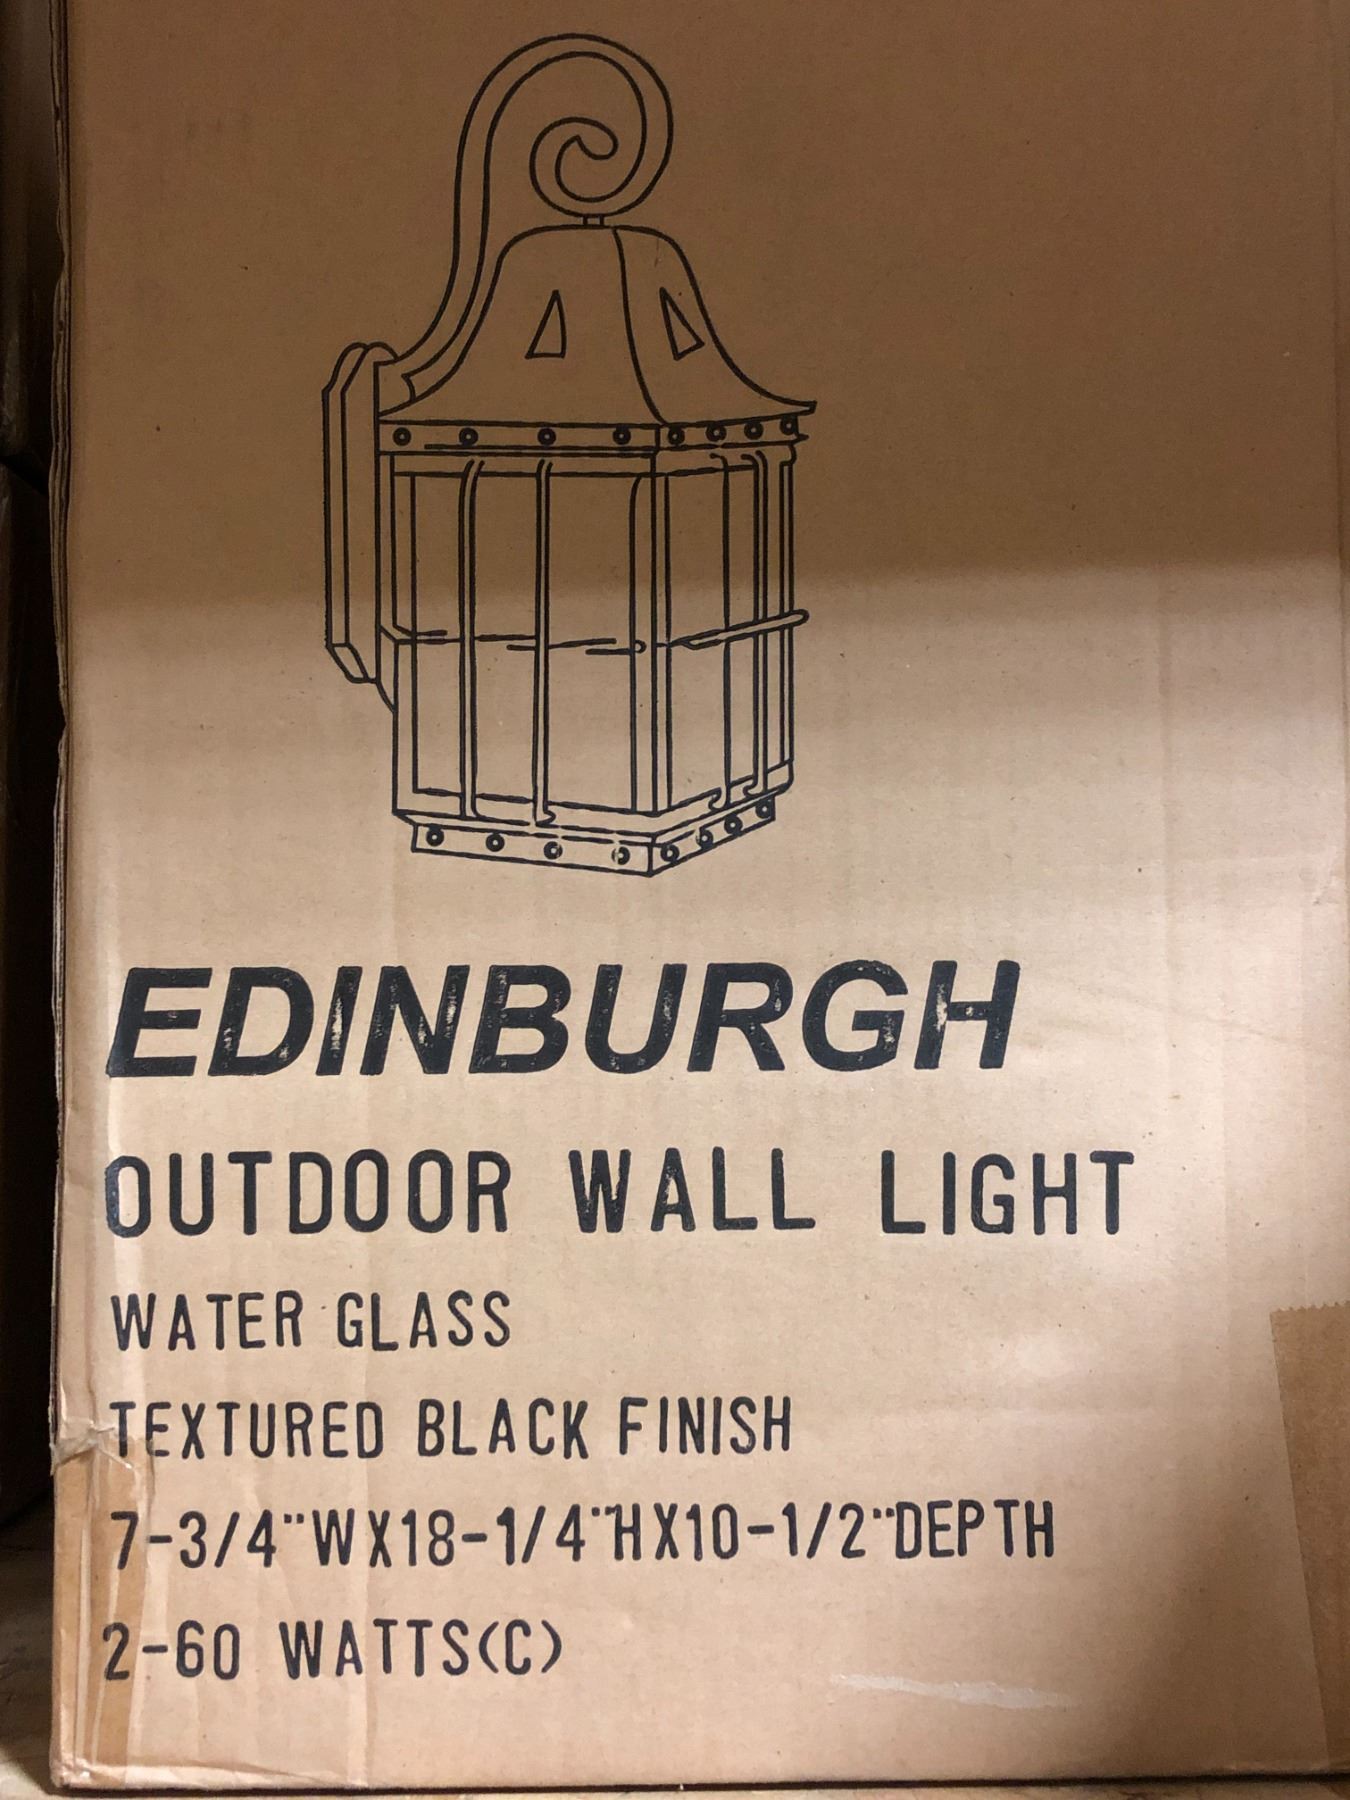 EDINBURGH
OUTDOOR WALL LIGHT
WATER GLASS
TEXTURED BLACK FINISH
7-3/4"WX18-1/4"HX10-1/2"DEPTH
2-60 WATTS(C)